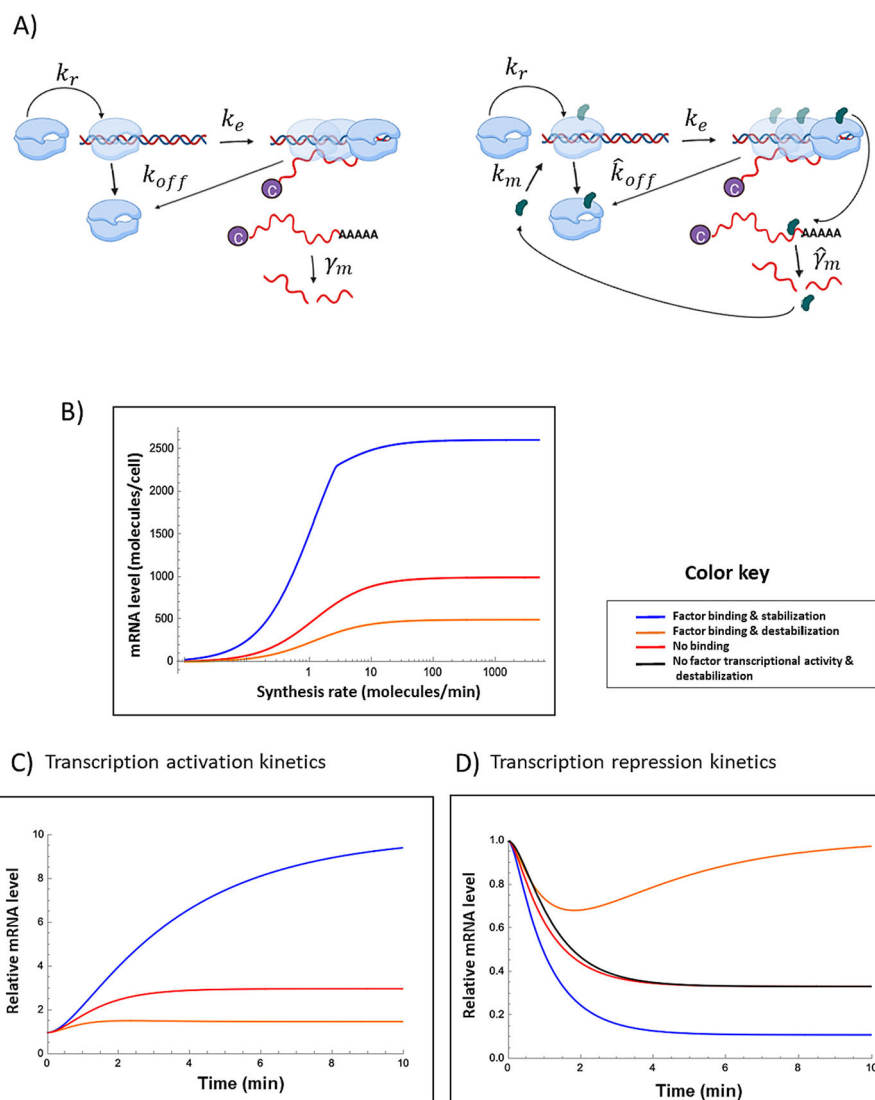 A)
k_r
k_e
k_off
C
C
AAAAA
γ_m
k_r
k_e
k_m
k̂_off
C
C
AAAAA
γ̂_m
B)
mRNA level (molecules/cell)
2500
2000
1500
1000
500
0
1
10
100
1000
Synthesis rate (molecules/min)
Color key
Factor binding & stabilization
Factor binding & destabilization
No binding
No factor transcriptional activity &
destabilization
C) Transcription activation kinetics
Relative mRNA level
10
8
6
4
2
0
0
2
4
6
8
10
Time (min)
D) Transcription repression kinetics
Relative mRNA level
1.0
0.8
0.6
0.4
0.2
0.0
0
2
4
6
8
10
Time (min)